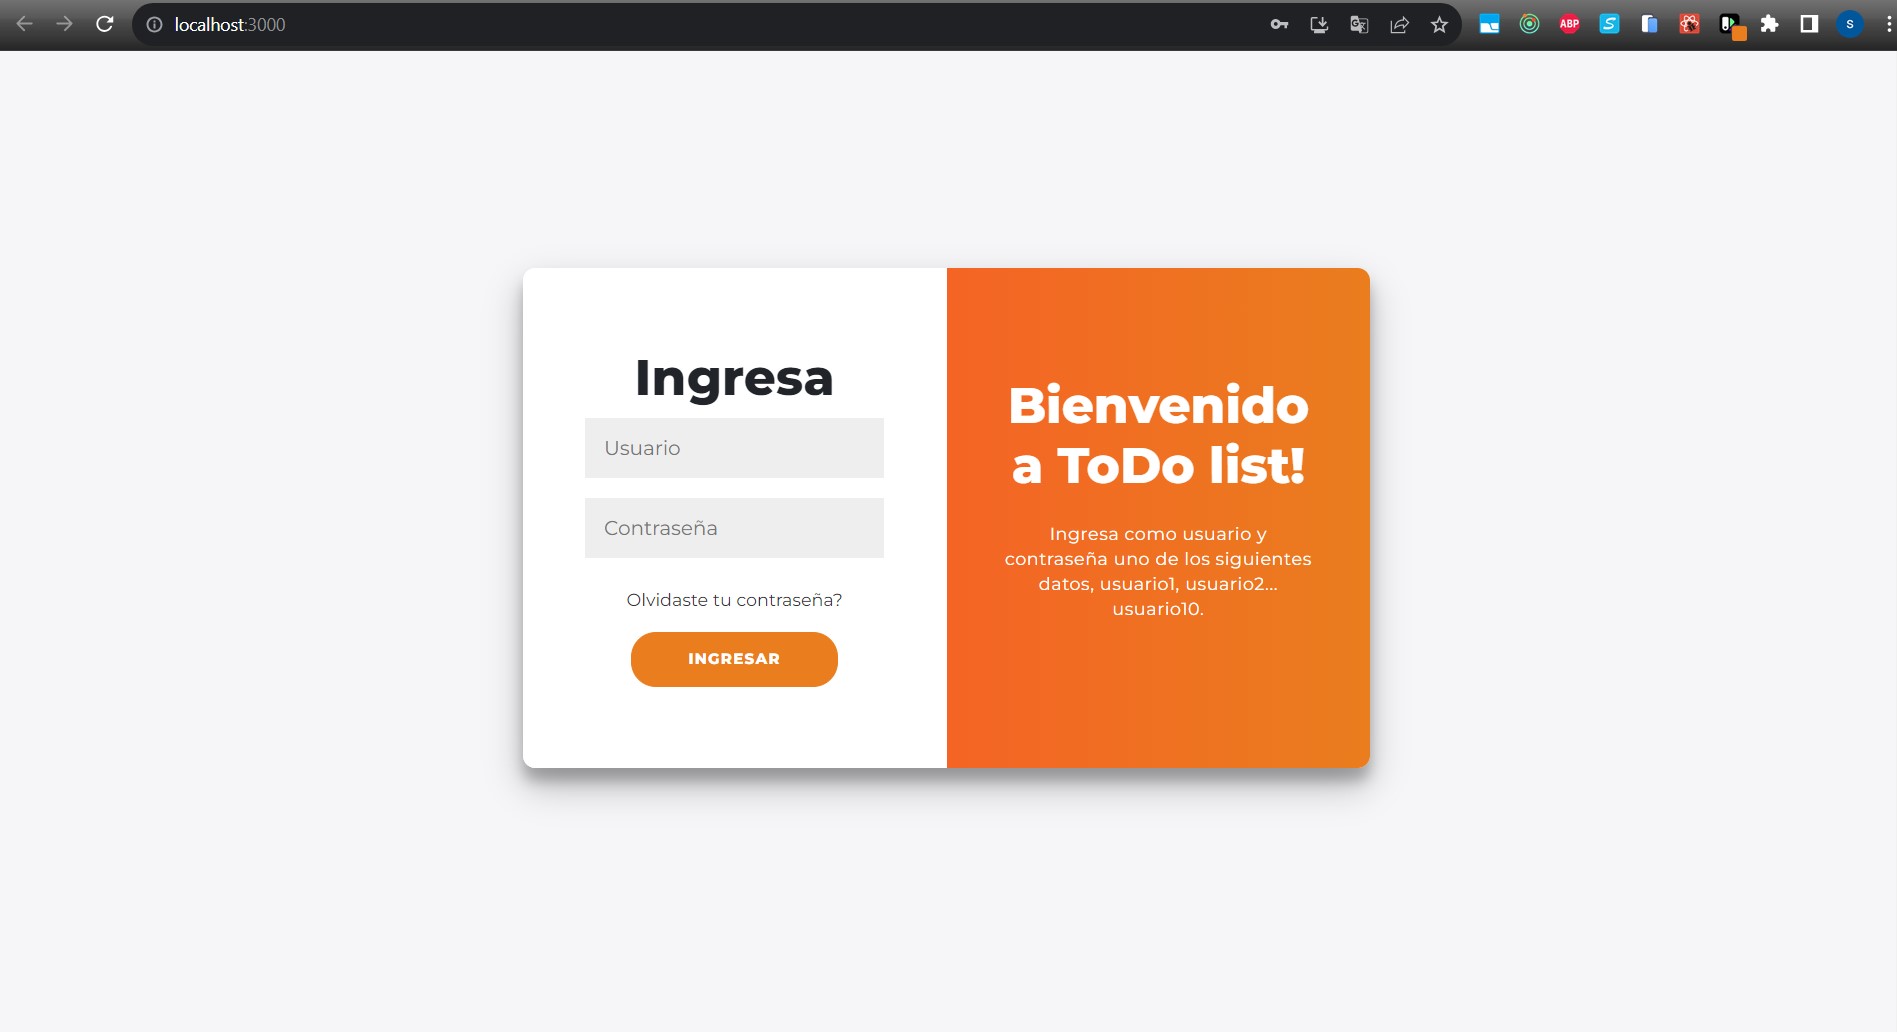 localhost:3000
ABP
S
S
Ingresa
Usuario
Contraseña
Olvidaste tu contraseña?
INGRESAR
Bienvenido
a ToDo list!
Ingresa como usuario y
contraseña uno de los siguientes
datos, usuario1, usuario2...
usuario10.